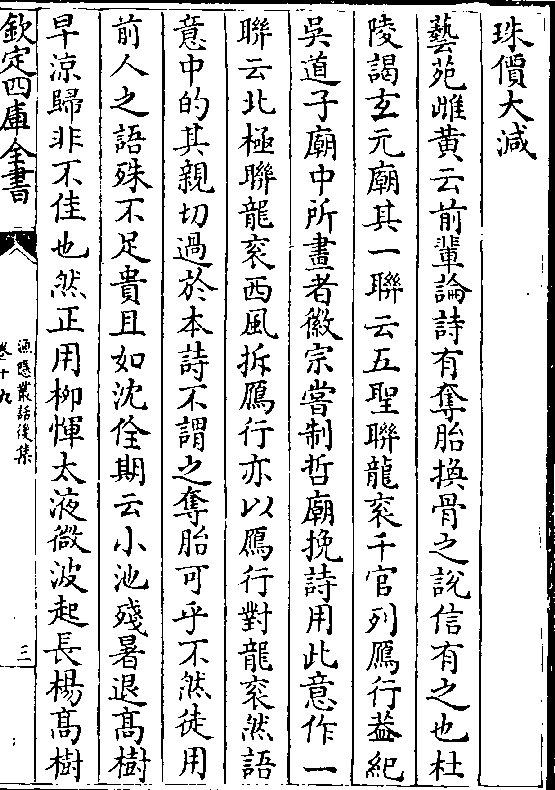 珠價大减
藝苑雌黄云前輩論詩有奪胎換骨之說信有之也杜
陵謁玄元廟其一聯云五聖聯龍衮千官列鴈行葢紀
吳道子廟中所畫者徽宗嘗制哲廟挽詩用此意作一
聯云北極聯龍衮西風拆鴈行亦以鴈行對龍衮然語
意中的其親切過於本詩不謂之奪胎可乎不然徒用
前人之語殊不足貴且如沈佺期云小池殘暑退髙樹
早涼歸非不佳也然正用柳惲太液微波起長楊髙樹
欽定四庫全書
漁隱叢話後集
卷十九
三